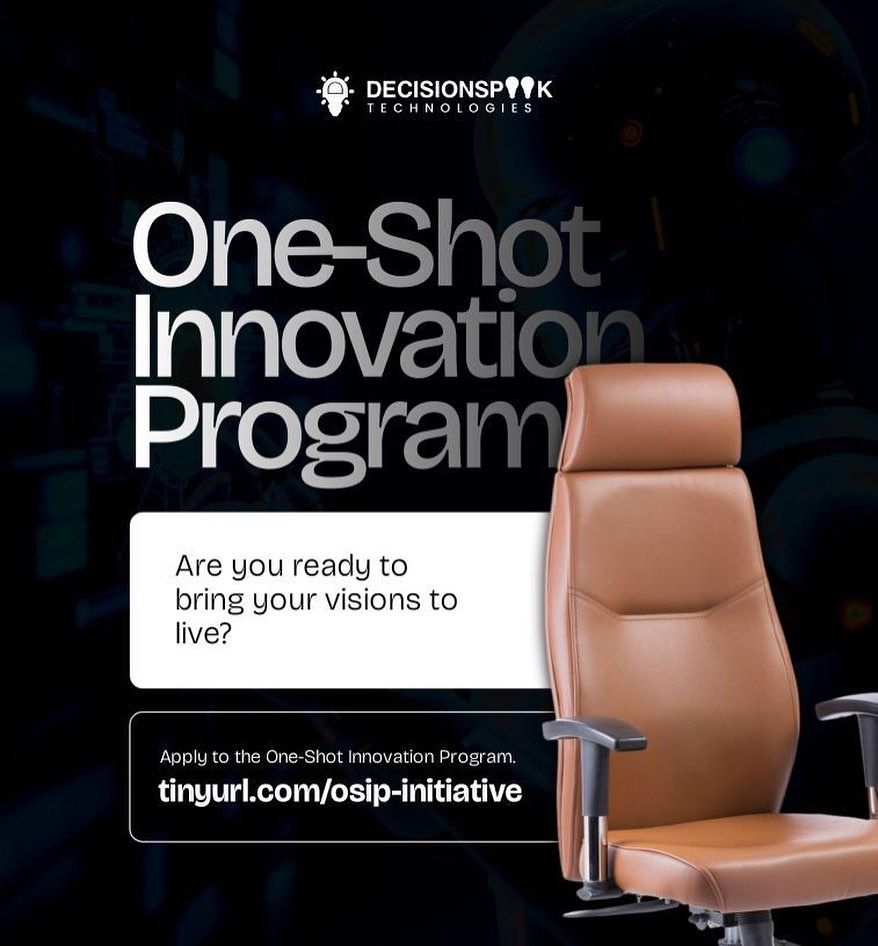 DECISIONSPOOK
TECHNOLOGIES
One-Shot
Innovation
Program
Are you ready to
bring your visions to
live?
Apply to the One-Shot Innovation Program.
tinyurl.com/osip-initiative